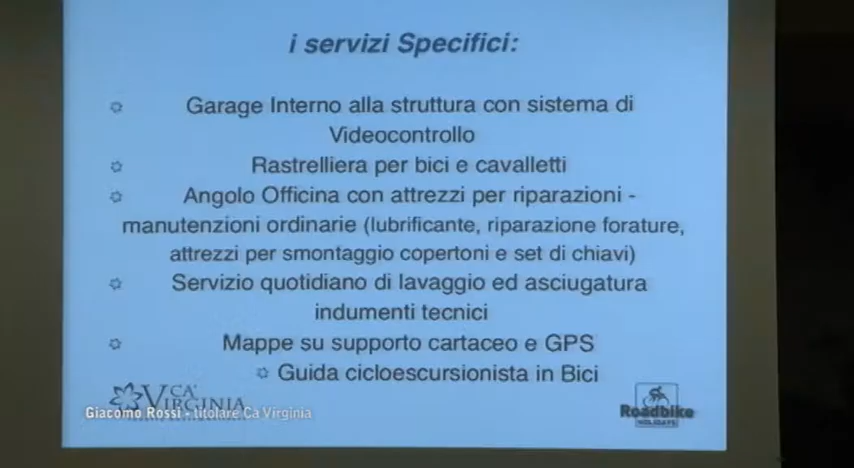 i servizi Specifici:
Garage Interno alla struttura con sistema di
Videocontrollo
Rastrelliera per bici e cavalletti
Angolo Officina con attrezzi per riparazioni -
manutenzioni ordinarie (lubrificante, riparazione forature,
attrezzi per smontaggio copertoni e set di chiavi)
Servizio quotidiano di lavaggio ed asciugatura
indumenti tecnici
Mappe su supporto cartaceo e GPS
Guida cicloescursionista in Bici
CA'
VIRGINIA
Giacomo Rossi - titolare Ca Virginia
Roadbike
HOLIDAYS